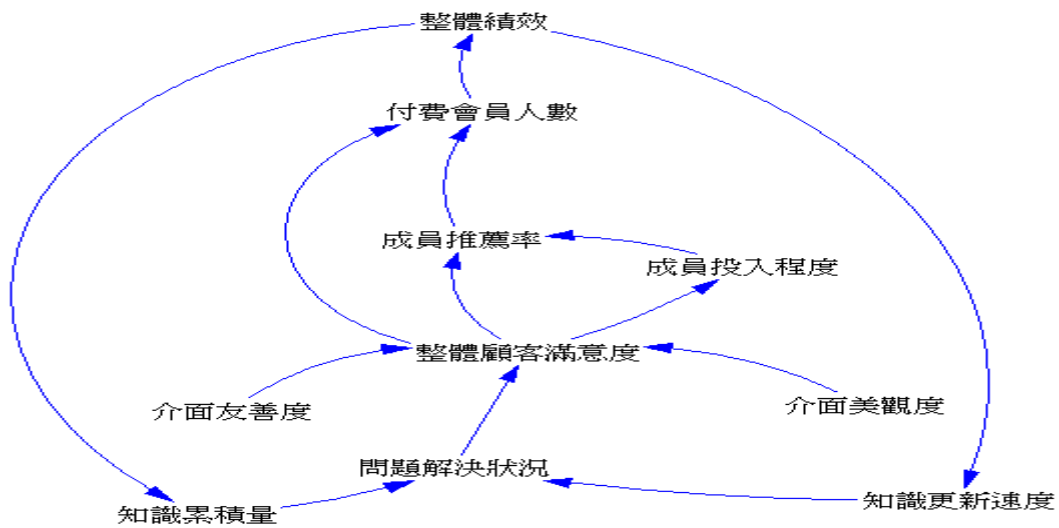 整體績效
付費會員人數
成員推薦率
成員投入程度
整體顧客滿意度
介面友善度
介面美觀度
問題解決狀況
知識累積量
知識更新速度